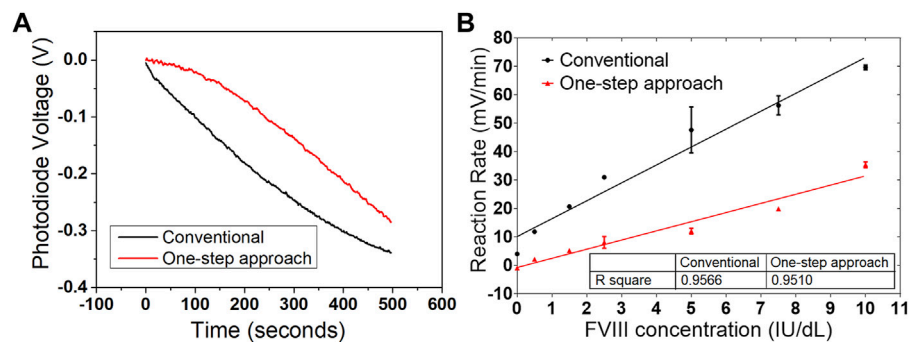 A
Photodiode Voltage (V)
0.0
-0.1
-0.2
-0.3
-0.4
Conventional
One-step approach
-100 0 100 200 300 400 500 600
Time (seconds)
B
Reaction Rate (mV/min)
80
70
60
50
40
30
20
10
0
-10
Conventional
One-step approach
Conventional One-step approach
R square 0.9566 0.9510
0 1 2 3 4 5 6 7 8 9 10 11
FVIII concentration (IU/dL)